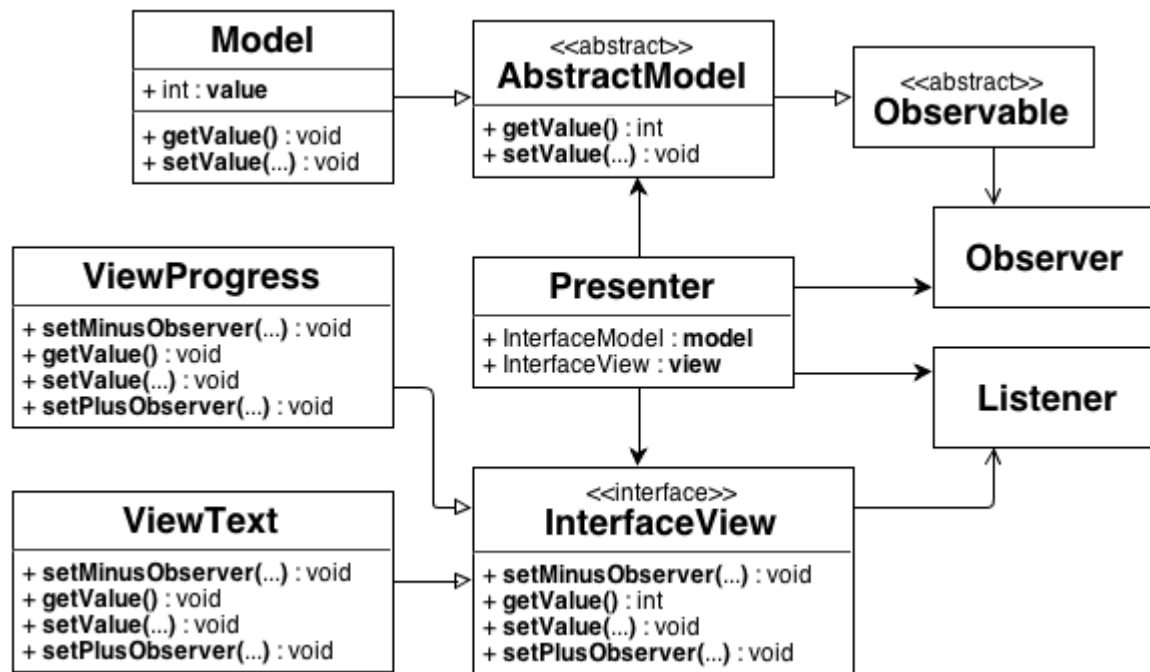 Model
+ int : value
+ getValue() : void
+ setValue(...) : void
<<abstract>>
AbstractModel
+ getValue() : int
+ setValue(...) : void
<<abstract>>
Observable
Observer
ViewProgress
+ setMinusObserver(...) : void
+ getValue() : void
+ setValue(...) : void
+ setPlusObserver(...) : void
Presenter
+ InterfaceModel : model
+ InterfaceView : view
Listener
ViewText
+ setMinusObserver(...) : void
+ getValue() : void
+ setValue(...) : void
+ setPlusObserver(...) : void
<<interface>>
InterfaceView
+ setMinusObserver(...) : void
+ getValue() : int
+ setValue(...) : void
+ setPlusObserver(...) : void